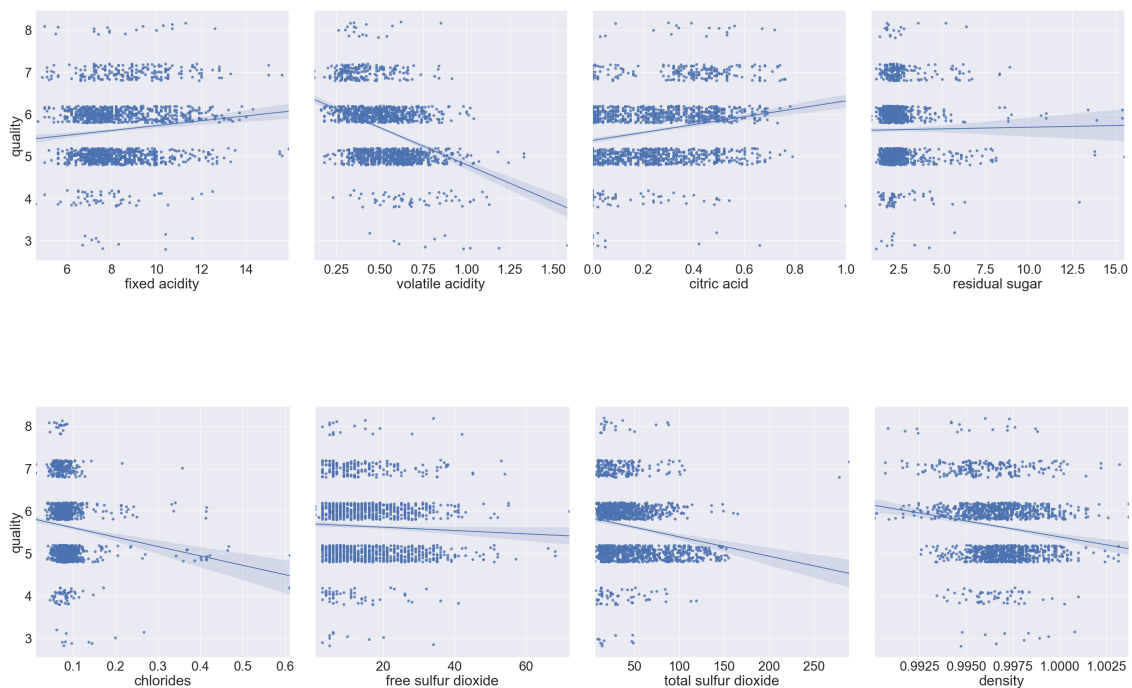 quality
8
7
6
5
4
3
6 8 10 12 14
0.25 0.50 0.75 1.00 1.25 1.50
0.0 0.2 0.4 0.6 0.8 1.0
2.5 5.0 7.5 10.0 12.5 15.0
fixed acidity
volatile acidity
citric acid
residual sugar
quality
8
7
6
5
4
3
0.1 0.2 0.3 0.4 0.5 0.6
20 40 60
50 100 150 200 250
0.9925 0.9950 0.9975 1.0000 1.0025
chlorides
free sulfur dioxide
total sulfur dioxide
density